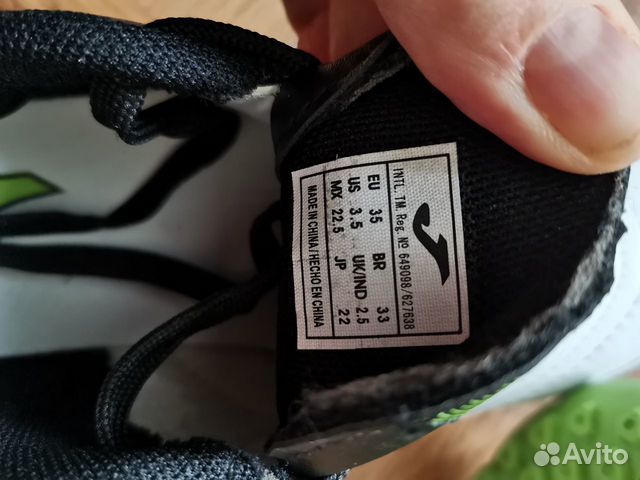 INTL. TM. Reg. Nº 649098/627638
EU 35 BR 33
US 3.5 UK/IND 2.5
MX 22,5 JP 22
MADE IN CHINA/HECHO EN CHINA
Avito